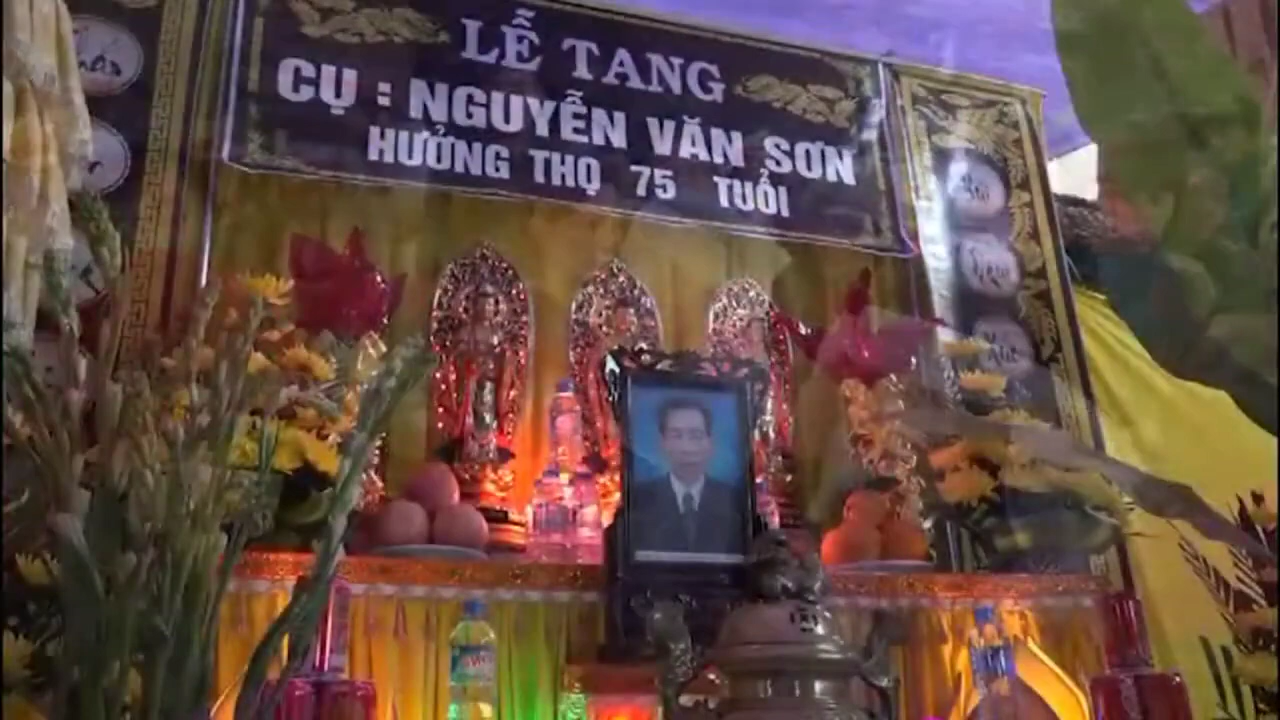 LỄ TANG
CỤ : NGUYỄN VĂN SƠN
HƯỞNG THỌ 75 TUỔI